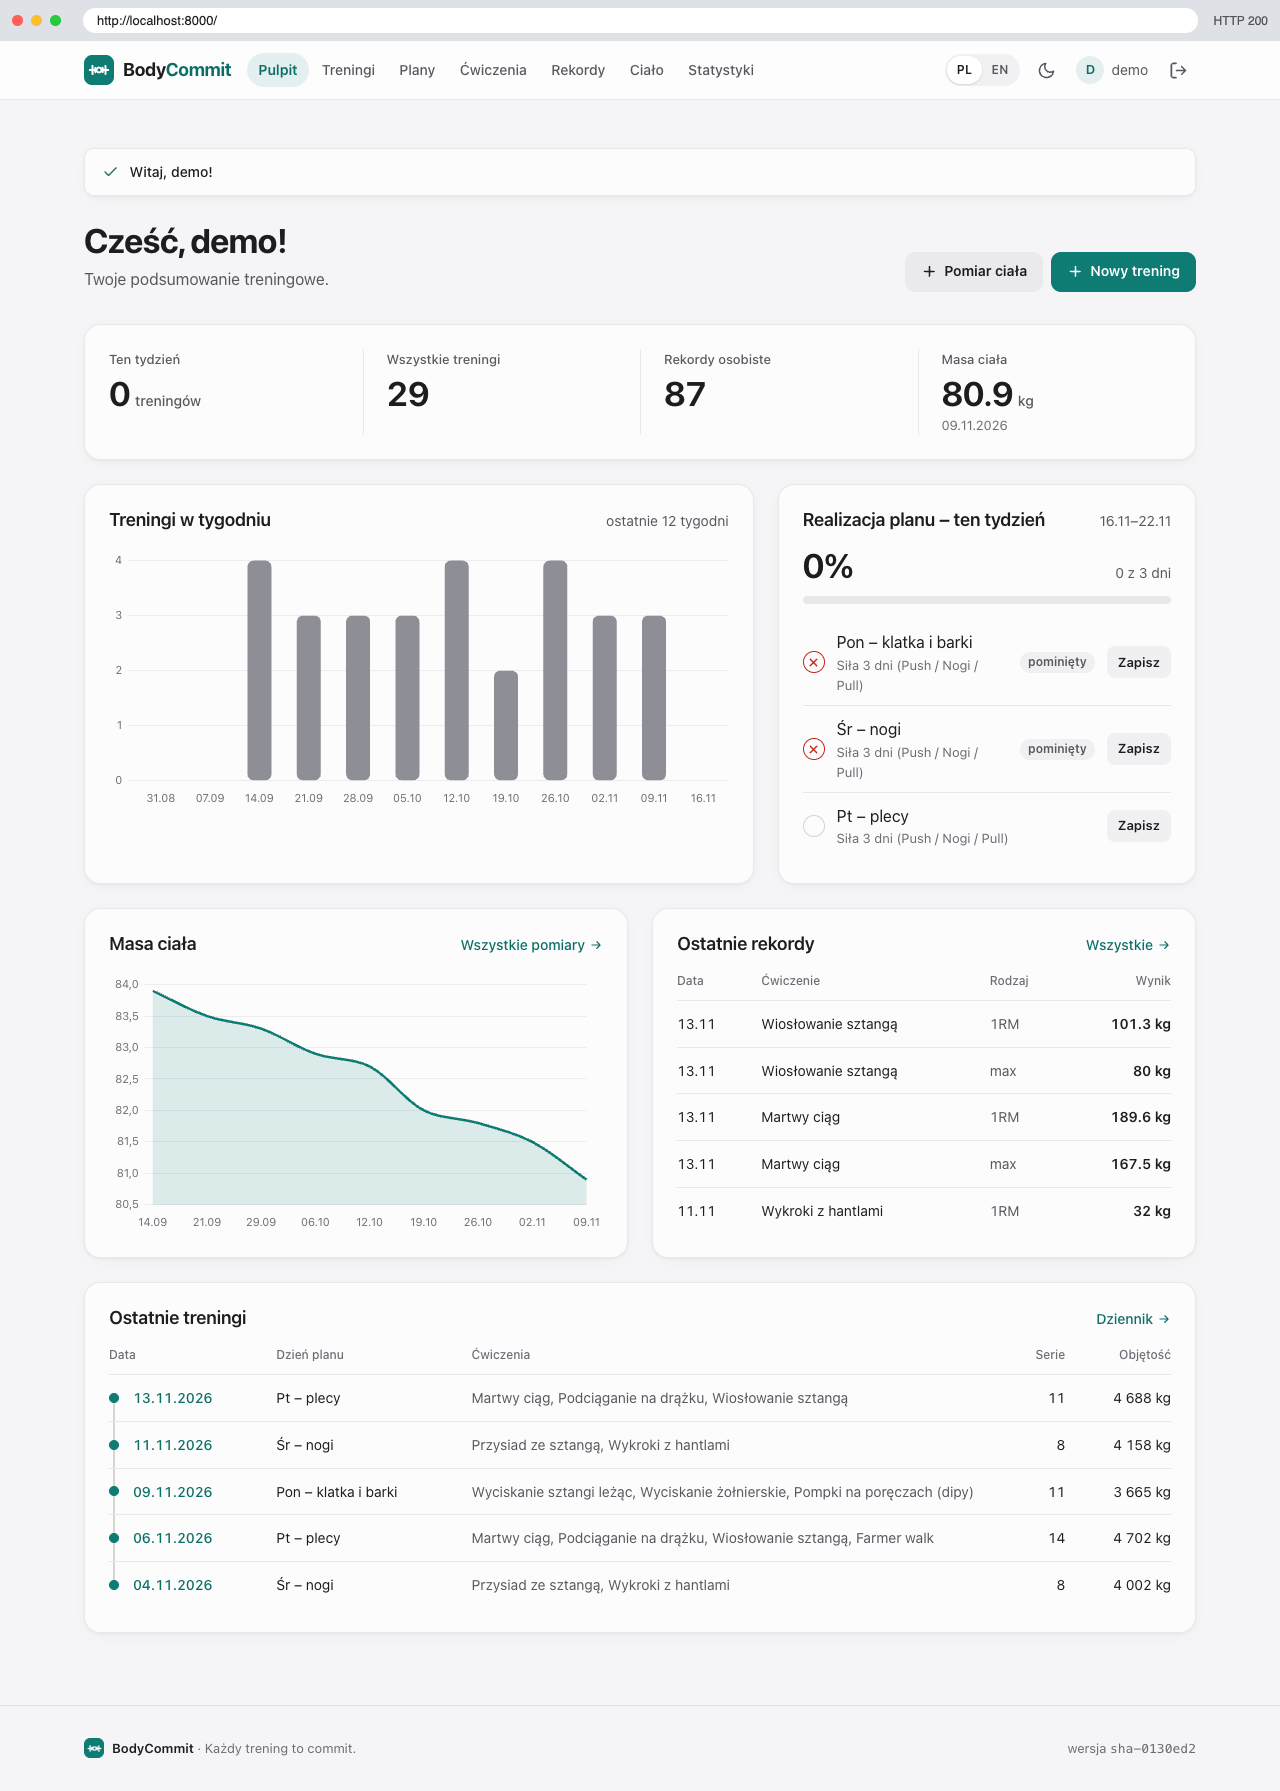 http://localhost:8000/
HTTP 200
BodyCommit
Pulpit
Treningi
Plany
Ćwiczenia
Rekordy
Ciało
Statystyki
PL
EN
D
demo
Witaj, demo!
Cześć, demo!
Twoje podsumowanie treningowe.
Pomiar ciała
Nowy trening
Ten tydzień
0 treningów
Wszystkie treningi
29
Rekordy osobiste
87
Masa ciała
80.9 kg
09.11.2026
Treningi w tygodniu
ostatnie 12 tygodni
4
3
2
1
0
31.08 07.09 14.09 21.09 28.09 05.10 12.10 19.10 26.10 02.11 09.11 16.11
Realizacja planu – ten tydzień
16.11–22.11
0%
0 z 3 dni
Pon – klatka i barki
Siła 3 dni (Push / Nogi /
Pull)
pominięty
Zapisz
Śr – nogi
Siła 3 dni (Push / Nogi /
Pull)
pominięty
Zapisz
Pt – plecy
Siła 3 dni (Push / Nogi / Pull)
Zapisz
Masa ciała
Wszystkie pomiary →
84,0
83,5
83,0
82,5
82,0
81,5
81,0
80,5
14.09 21.09 29.09 06.10 12.10 19.10 26.10 02.11 09.11
Ostatnie rekordy
Wszystkie →
Data Ćwiczenie Rodzaj Wynik
13.11 Wiosłowanie sztangą 1RM 101.3 kg
13.11 Wiosłowanie sztangą max 80 kg
13.11 Martwy ciąg 1RM 189.6 kg
13.11 Martwy ciąg max 167.5 kg
11.11 Wykroki z hantlami 1RM 32 kg
Ostatnie treningi
Dziennik →
Data Dzień planu Ćwiczenia Serie Objętość
13.11.2026 Pt – plecy Martwy ciąg, Podciąganie na drążku, Wiosłowanie sztangą 11 4 688 kg
11.11.2026 Śr – nogi Przysiad ze sztangą, Wykroki z hantlami 8 4 158 kg
09.11.2026 Pon – klatka i barki Wyciskanie sztangi leżąc, Wyciskanie żołnierskie, Pompki na poręczach (dipy) 11 3 665 kg
06.11.2026 Pt – plecy Martwy ciąg, Podciąganie na drążku, Wiosłowanie sztangą, Farmer walk 14 4 702 kg
04.11.2026 Śr – nogi Przysiad ze sztangą, Wykroki z hantlami 8 4 002 kg
BodyCommit · Każdy trening to commit.
wersja sha-0130ed2